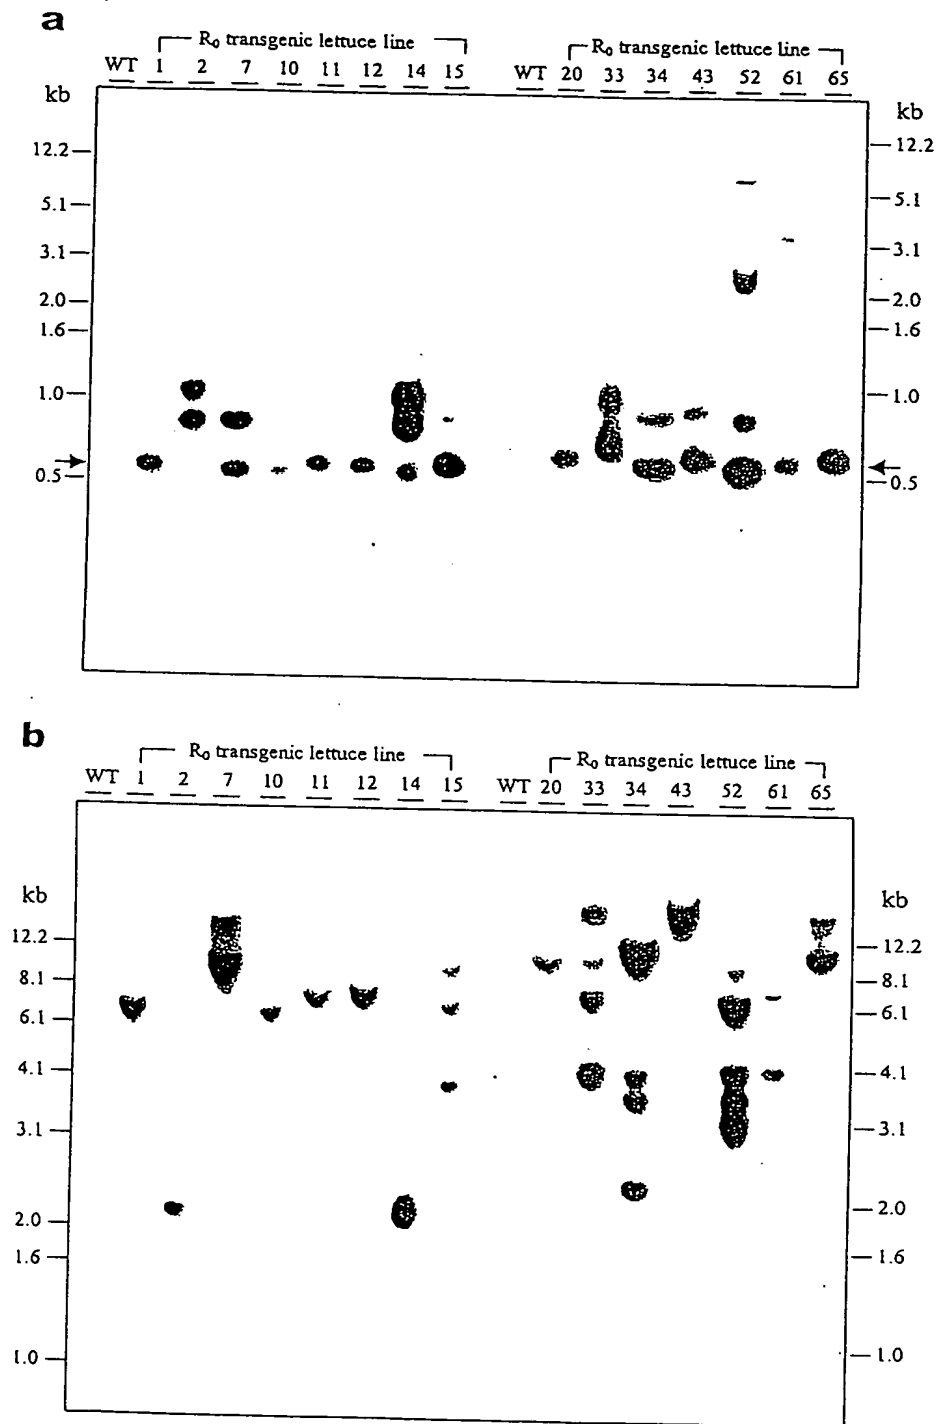 a
R₀ transgenic lettuce line
R₀ transgenic lettuce line
WT 1 2 7 10 11 12 14 15 WT 20 33 34 43 52 61 65
kb
kb
12.2
12.2
5.1
5.1
3.1
3.1
2.0
2.0
1.6
1.6
1.0
1.0
0.5
0.5
b
R₀ transgenic lettuce line
R₀ transgenic lettuce line
WT 1 2 7 10 11 12 14 15 WT 20 33 34 43 52 61 65
kb
kb
12.2
12.2
8.1
8.1
6.1
6.1
4.1
4.1
3.1
3.1
2.0
2.0
1.6
1.6
1.0
1.0